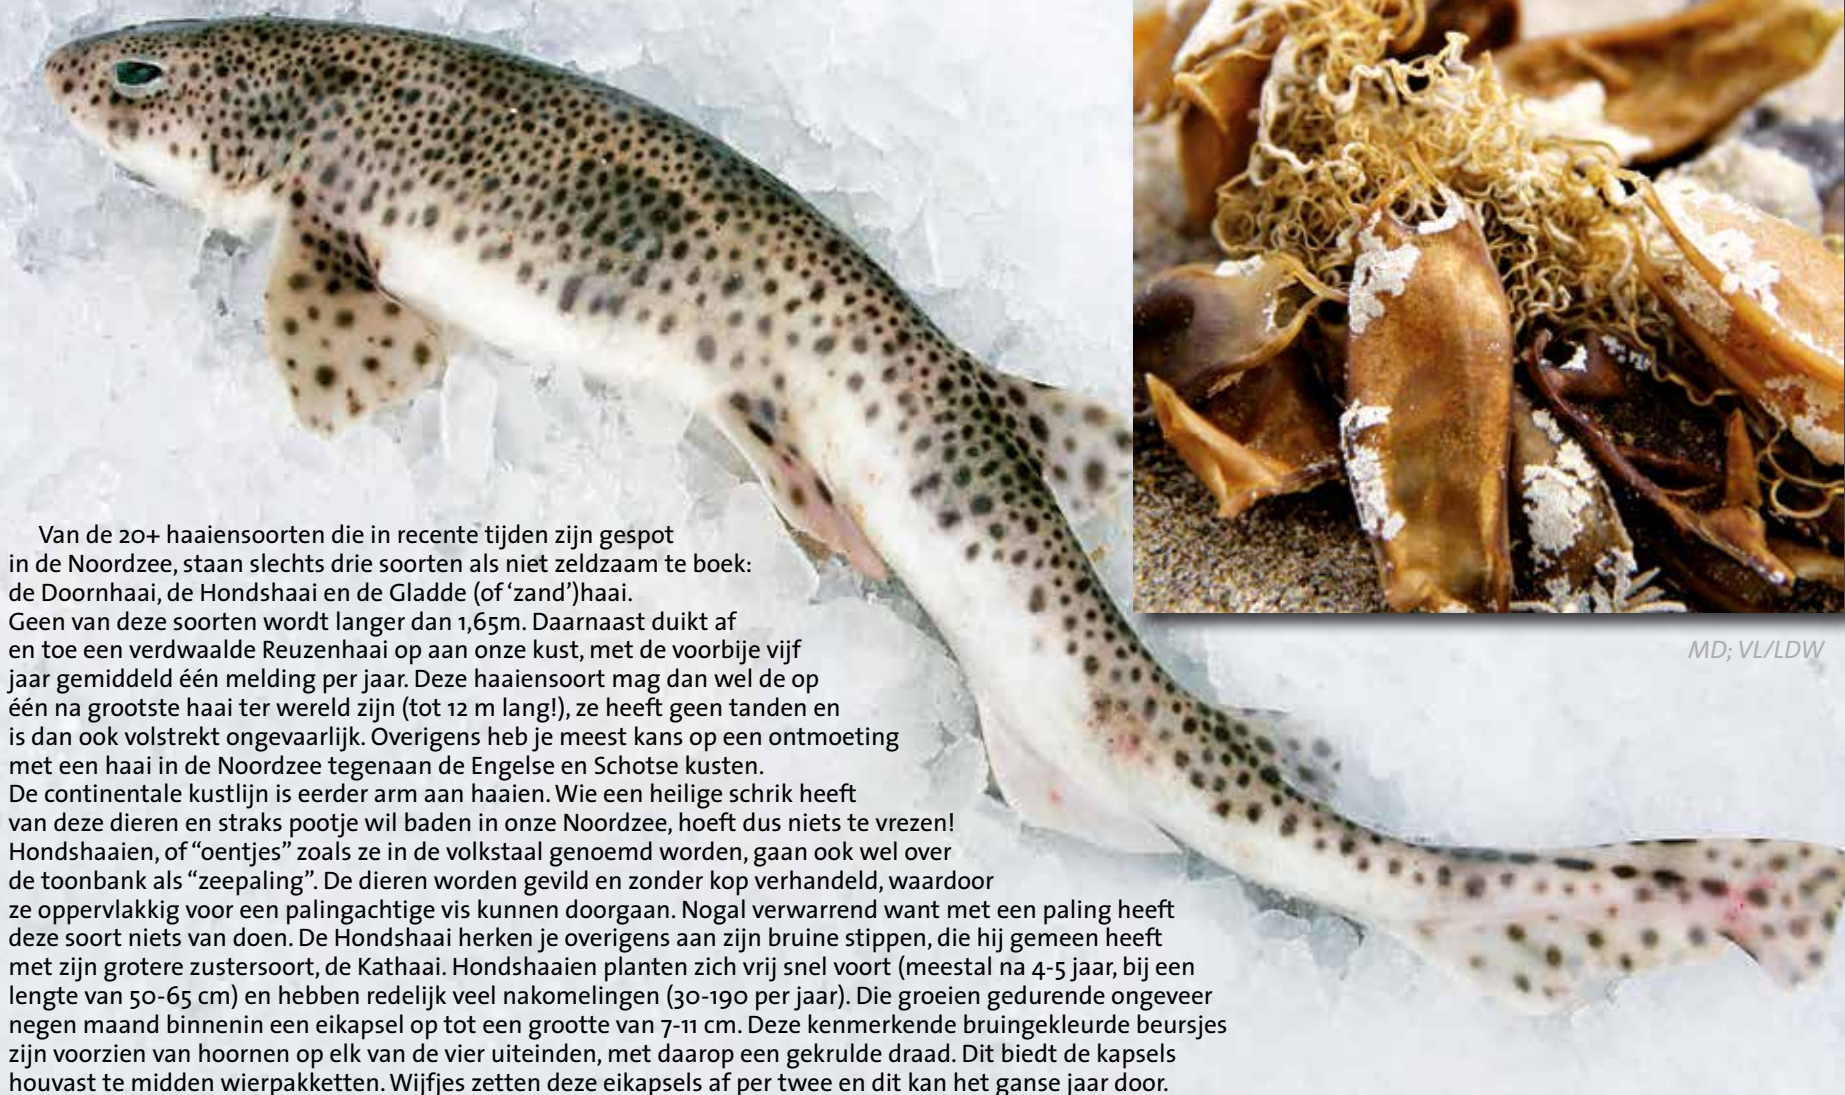 Van de 20+ haaiensoorten die in recente tijden zijn gespot
in de Noordzee, staan slechts drie soorten als niet zeldzaam te boek:
de Doornhaai, de Hondshaai en de Gladde (of ‘zand’)haai.
Geen van deze soorten wordt langer dan 1,65m. Daarnaast duikt af
en toe een verdwaalde Reuzenhaai op aan onze kust, met de voorbije vijf
jaar gemiddeld één melding per jaar. Deze haaiensoort mag dan wel de op
één na grootste haai ter wereld zijn (tot 12 m lang!), ze heeft geen tanden en
is dan ook volstrekt ongevaarlijk. Overigens heb je meest kans op een ontmoeting
met een haai in de Noordzee tegenaan de Engelse en Schotse kusten.
De continentale kustlijn is eerder arm aan haaien. Wie een heilige schrik heeft
van deze dieren en straks pootje wil baden in onze Noordzee, hoeft dus niets te vrezen!
Hondshaaien, of “oentjes” zoals ze in de volkstaal genoemd worden, gaan ook wel over
de toonbank als “zeepaling”. De dieren worden gevild en zonder kop verhandeld, waardoor
ze oppervlakkig voor een palingachtige vis kunnen doorgaan. Nogal verwarrend want met een paling heeft
deze soort niets van doen. De Hondshaai herken je overigens aan zijn bruine stippen, die hij gemeen heeft
met zijn grotere zustersoort, de Kathaai. Hondshaaien planten zich vrij snel voort (meestal na 4-5 jaar, bij een
lengte van 50-65 cm) en hebben redelijk veel nakomelingen (30-190 per jaar). Die groeien gedurende ongeveer
negen maand binnenin een eikapsel op tot een grootte van 7-11 cm. Deze kenmerkende bruingekleurde beursjes
zijn voorzien van hoornen op elk van de vier uiteinden, met daarop een gekrulde draad. Dit biedt de kapsels
houvast te midden wierpakketten. Wijfjes zetten deze eikapsels af per twee en dit kan het ganse jaar door.
MD; VL/LDW